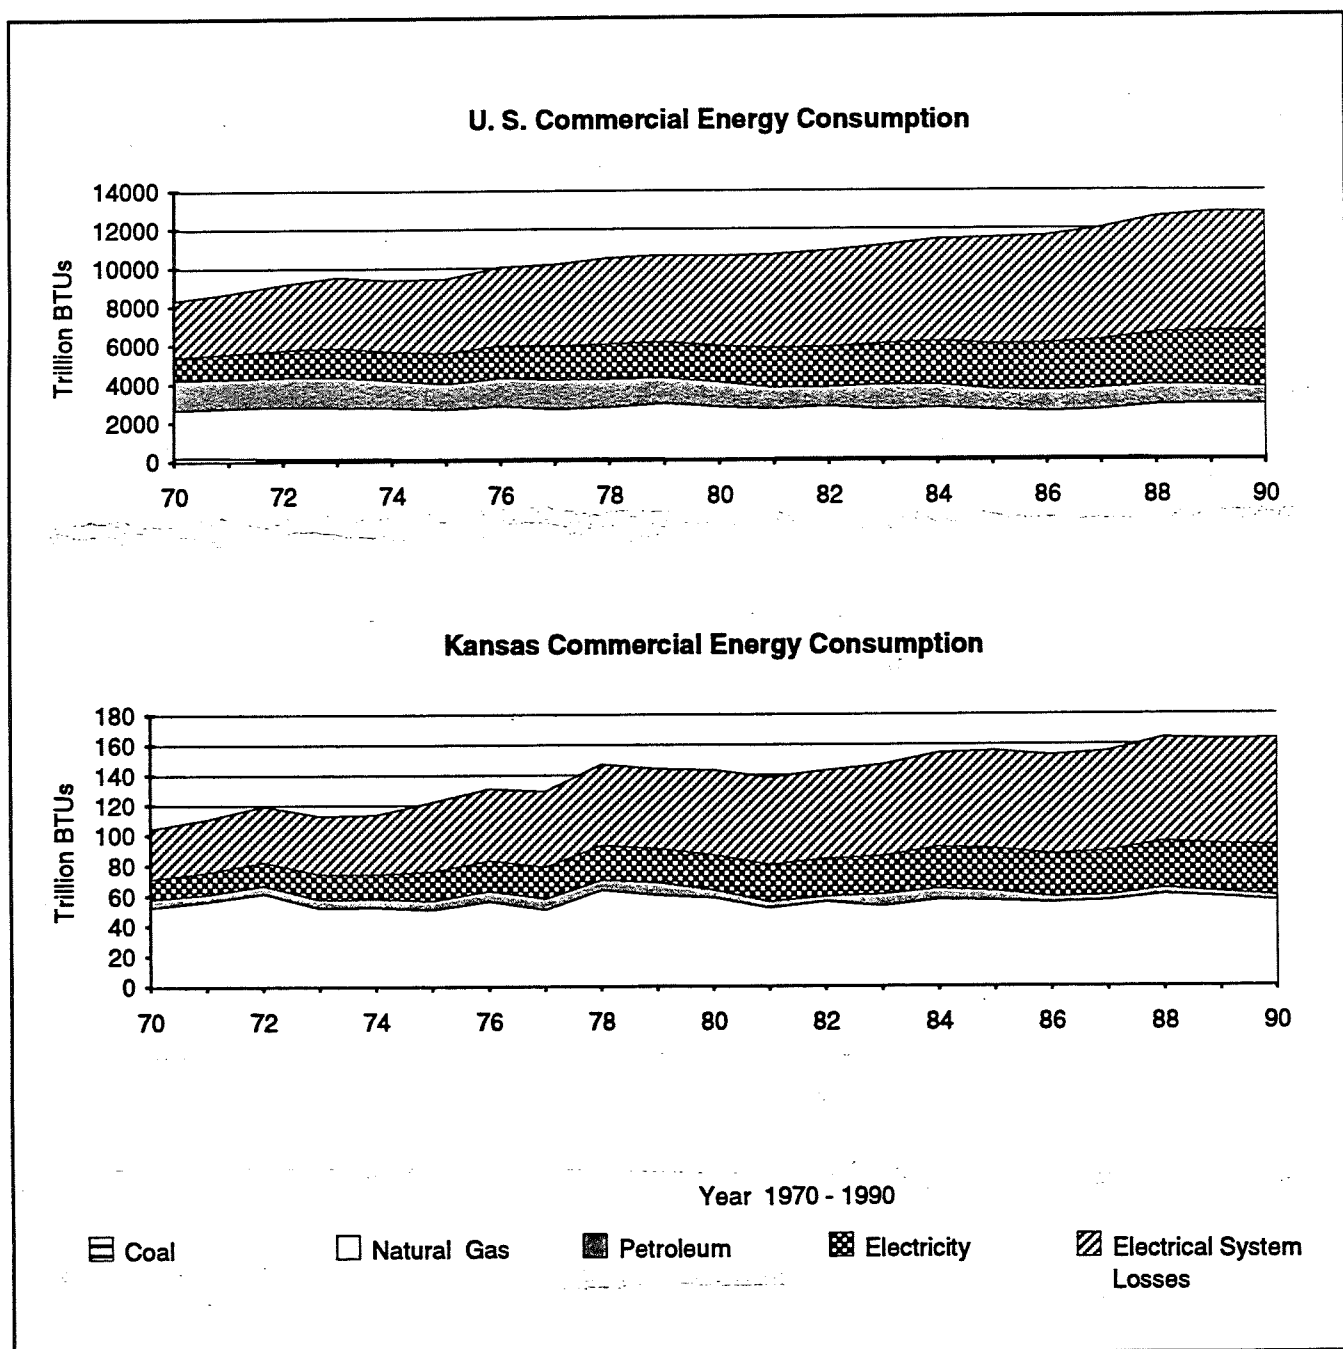 U. S. Commercial Energy Consumption
14000
12000
10000
8000
6000
4000
2000
0
Trillion BTUs
70 72 74 76 78 80 82 84 86 88 90
Kansas Commercial Energy Consumption
180
160
140
120
100
80
60
40
20
0
Trillion BTUs
70 72 74 76 78 80 82 84 86 88 90
Year 1970 - 1990
Coal Natural Gas Petroleum Electricity Electrical System
Losses